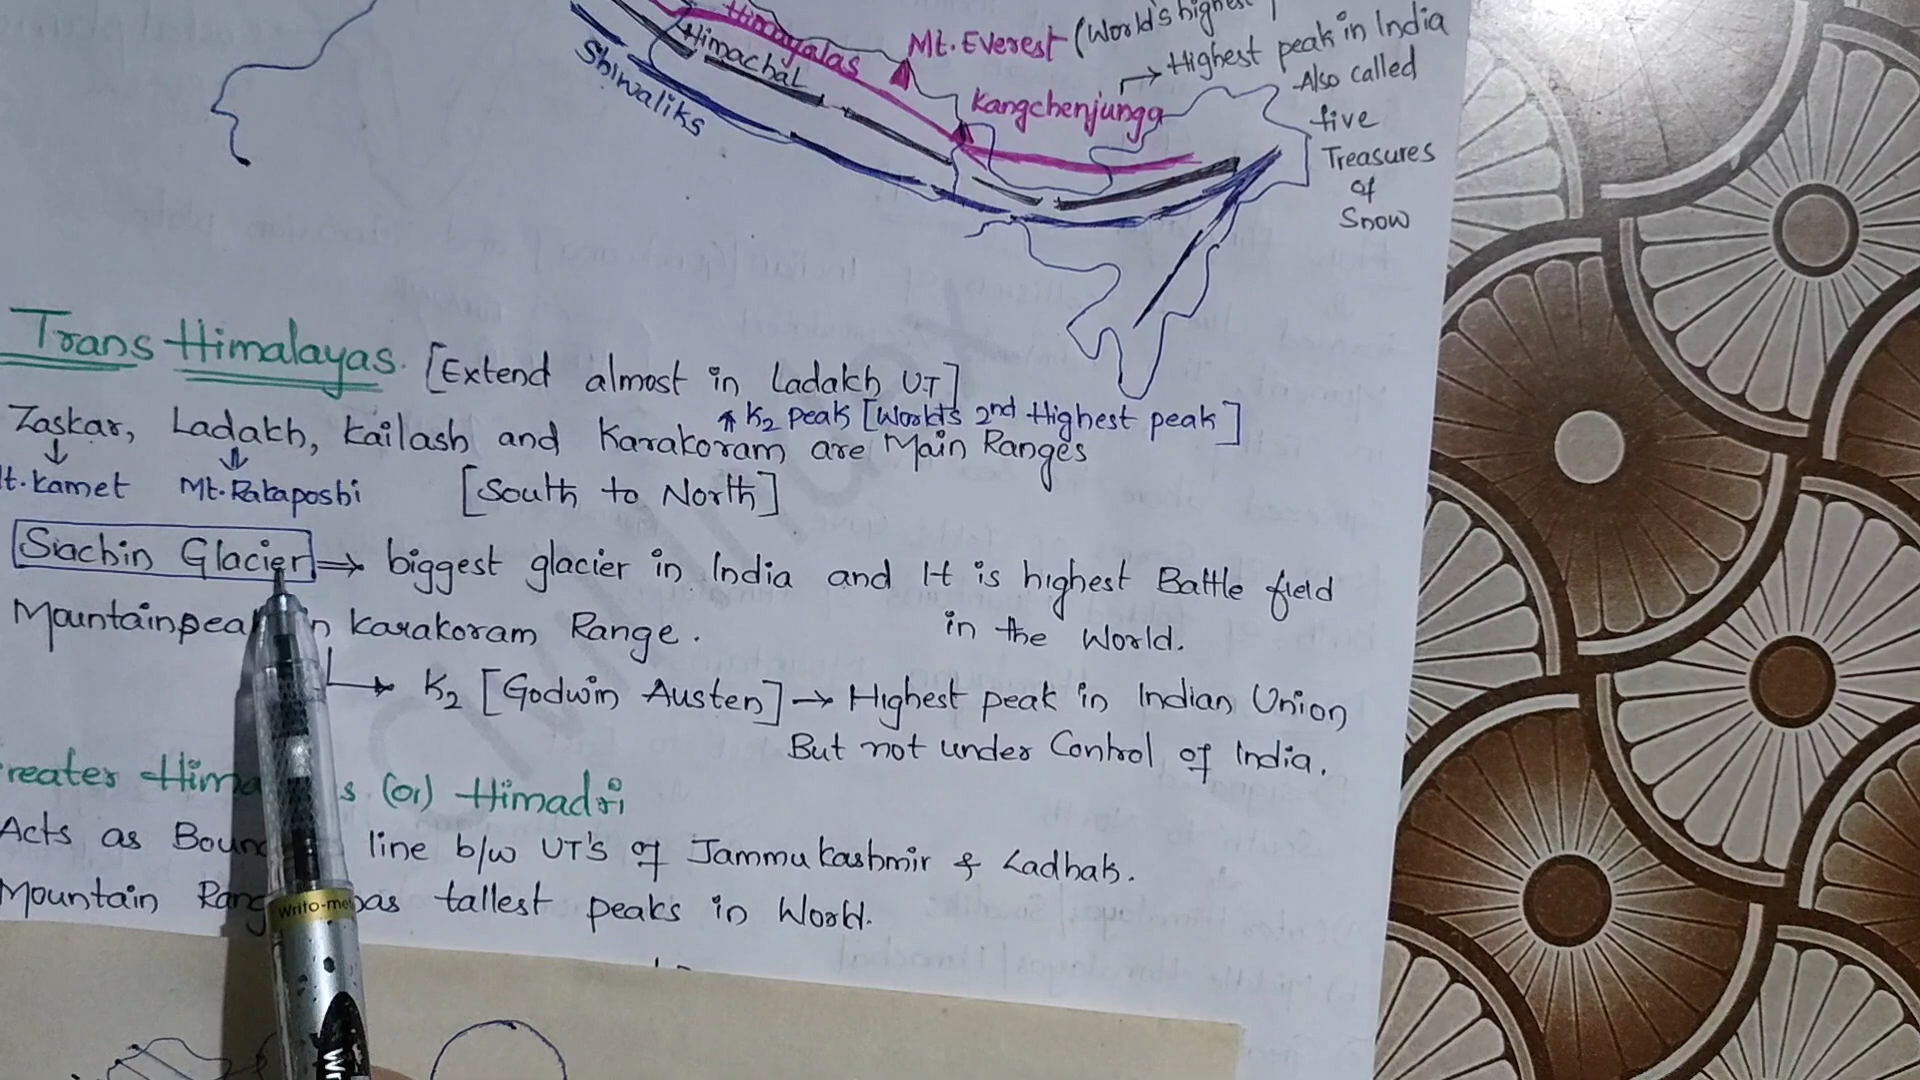 Himayalas
Mt. Everest (World's highest
Himachal
Shiwaliks
Kangchenjunga
Highest peak in India
Also called
five
Treasures
of
Snow
Trans Himalayas. [Extend almost in Ladakh UT]
K2 peak [World's 2nd Highest peak]
Zaskar, Ladakh, Kailash and Karakoram are Main Ranges
t. Kamet Mt. Rakaposhi [South to North]
Siachin Glacier ⇒ biggest glacier in India and It is highest Battle field
in the World.
Mountain pea n Karakoram Range.
→ K2 [Godwin Austen] → Highest peak in Indian Union
But not under Control of India.
reater Hima s (or) Himadri
Acts as Boun line b/w UT's of Jammu kashmir & Ladhak.
Mountain Rang has tallest peaks in World.
Writo-me